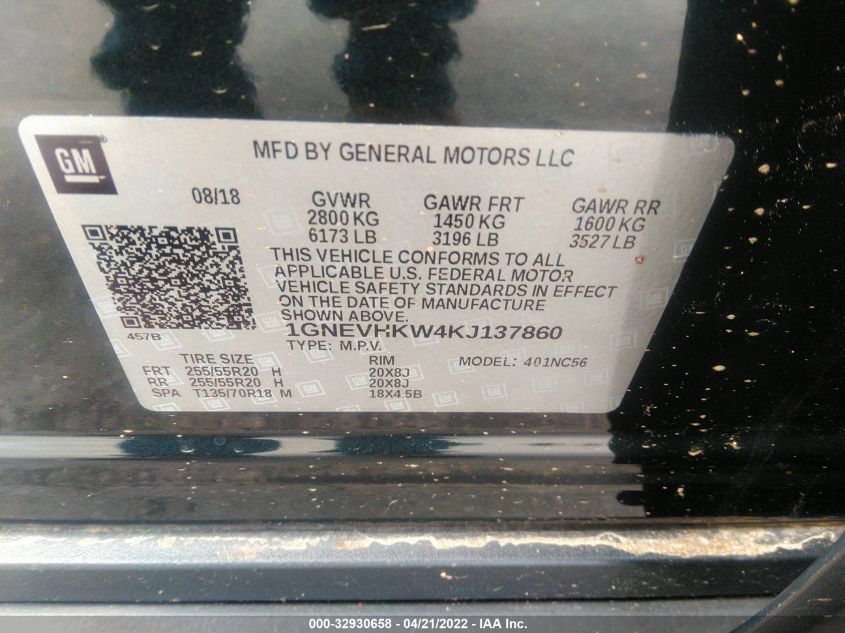 GM
MFD BY GENERAL MOTORS LLC
08/18 GVWR GAWR FRT GAWR RR
2800 KG 1450 KG 1600 KG
6173 LB 3196 LB 3527 LB
THIS VEHICLE CONFORMS TO ALL
APPLICABLE U.S. FEDERAL MOTOR
VEHICLE SAFETY STANDARDS IN EFFECT
ON THE DATE OF MANUFACTURE
SHOWN ABOVE.
457B
1GNEVHKW4KJ137860
TYPE: M.P.V. MODEL: 401NC56
TIRE SIZE RIM
FRT 255/55R20 H 20X8J
RR 255/55R20 H 20X8J
SPA T135/70R18 M 18X4.5B
000-32930658 - 04/21/2022 - IAA Inc.